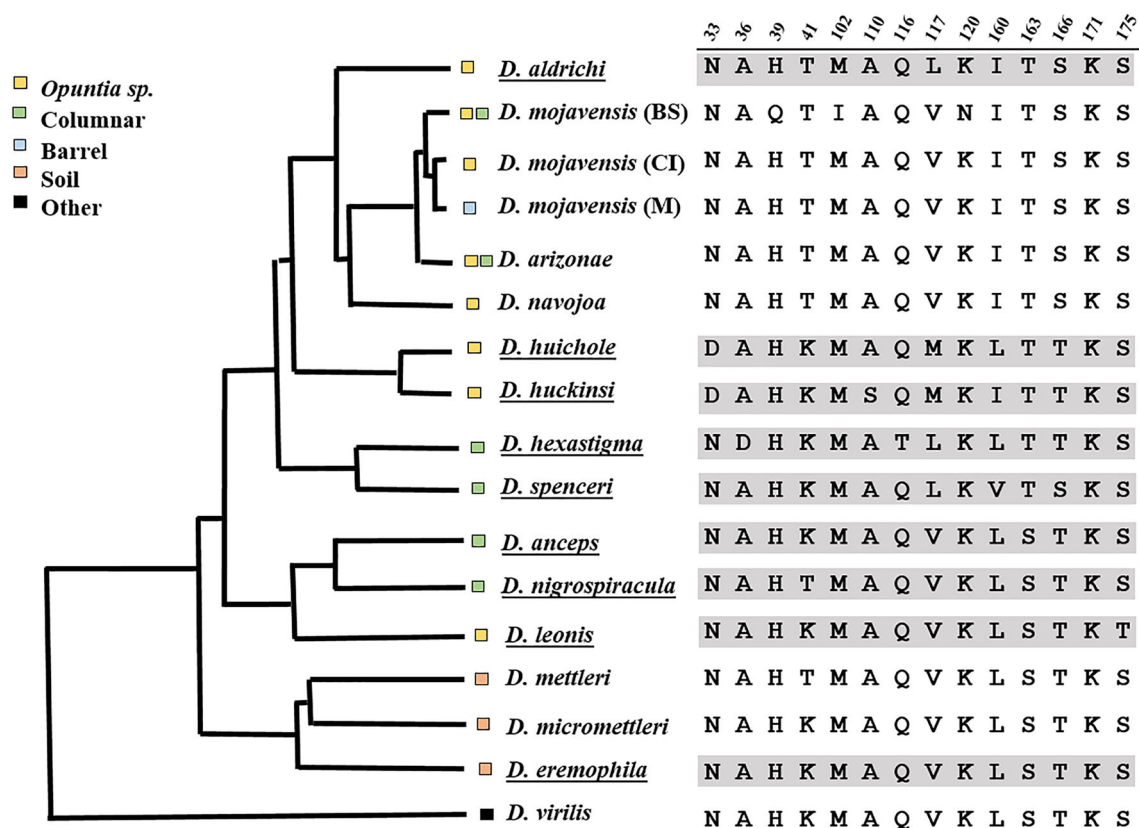 33 36 39 41 102 110 116 117 120 160 163 166 171 175
Opuntia sp.
Columnar
Barrel
Soil
Other
D. aldrichi N A H T M A Q L K I T S K S
D. mojavensis (BS) N A Q T I A Q V N I T S K S
D. mojavensis (CI) N A H T M A Q V K I T S K S
D. mojavensis (M) N A H T M A Q V K I T S K S
D. arizonae N A H T M A Q V K I T S K S
D. navojoa N A H T M A Q V K I T S K S
D. huichole D A H K M A Q M K L T T K S
D. huckinsi D A H K M S Q M K I T T K S
D. hexastigma N D H K M A T L K L T T K S
D. spenceri N A H K M A Q L K V T S K S
D. anceps N A H K M A Q V K L S T K S
D. nigrospiracula N A H T M A Q V K L S T K S
D. leonis N A H K M A Q V K L S T K T
D. mettleri N A H T M A Q V K L S T K S
D. micromettleri N A H K M A Q V K L S T K S
D. eremophila N A H K M A Q V K L S T K S
D. virilis N A H K M A Q V K L S T K S